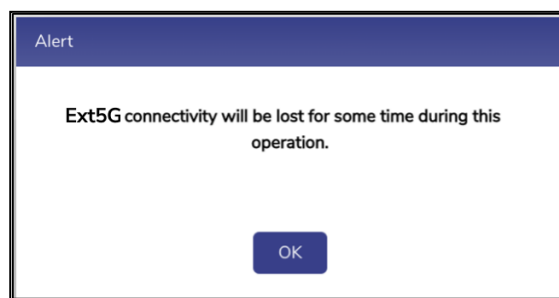 Alert
Ext5G connectivity will be lost for some time during this
operation.
OK